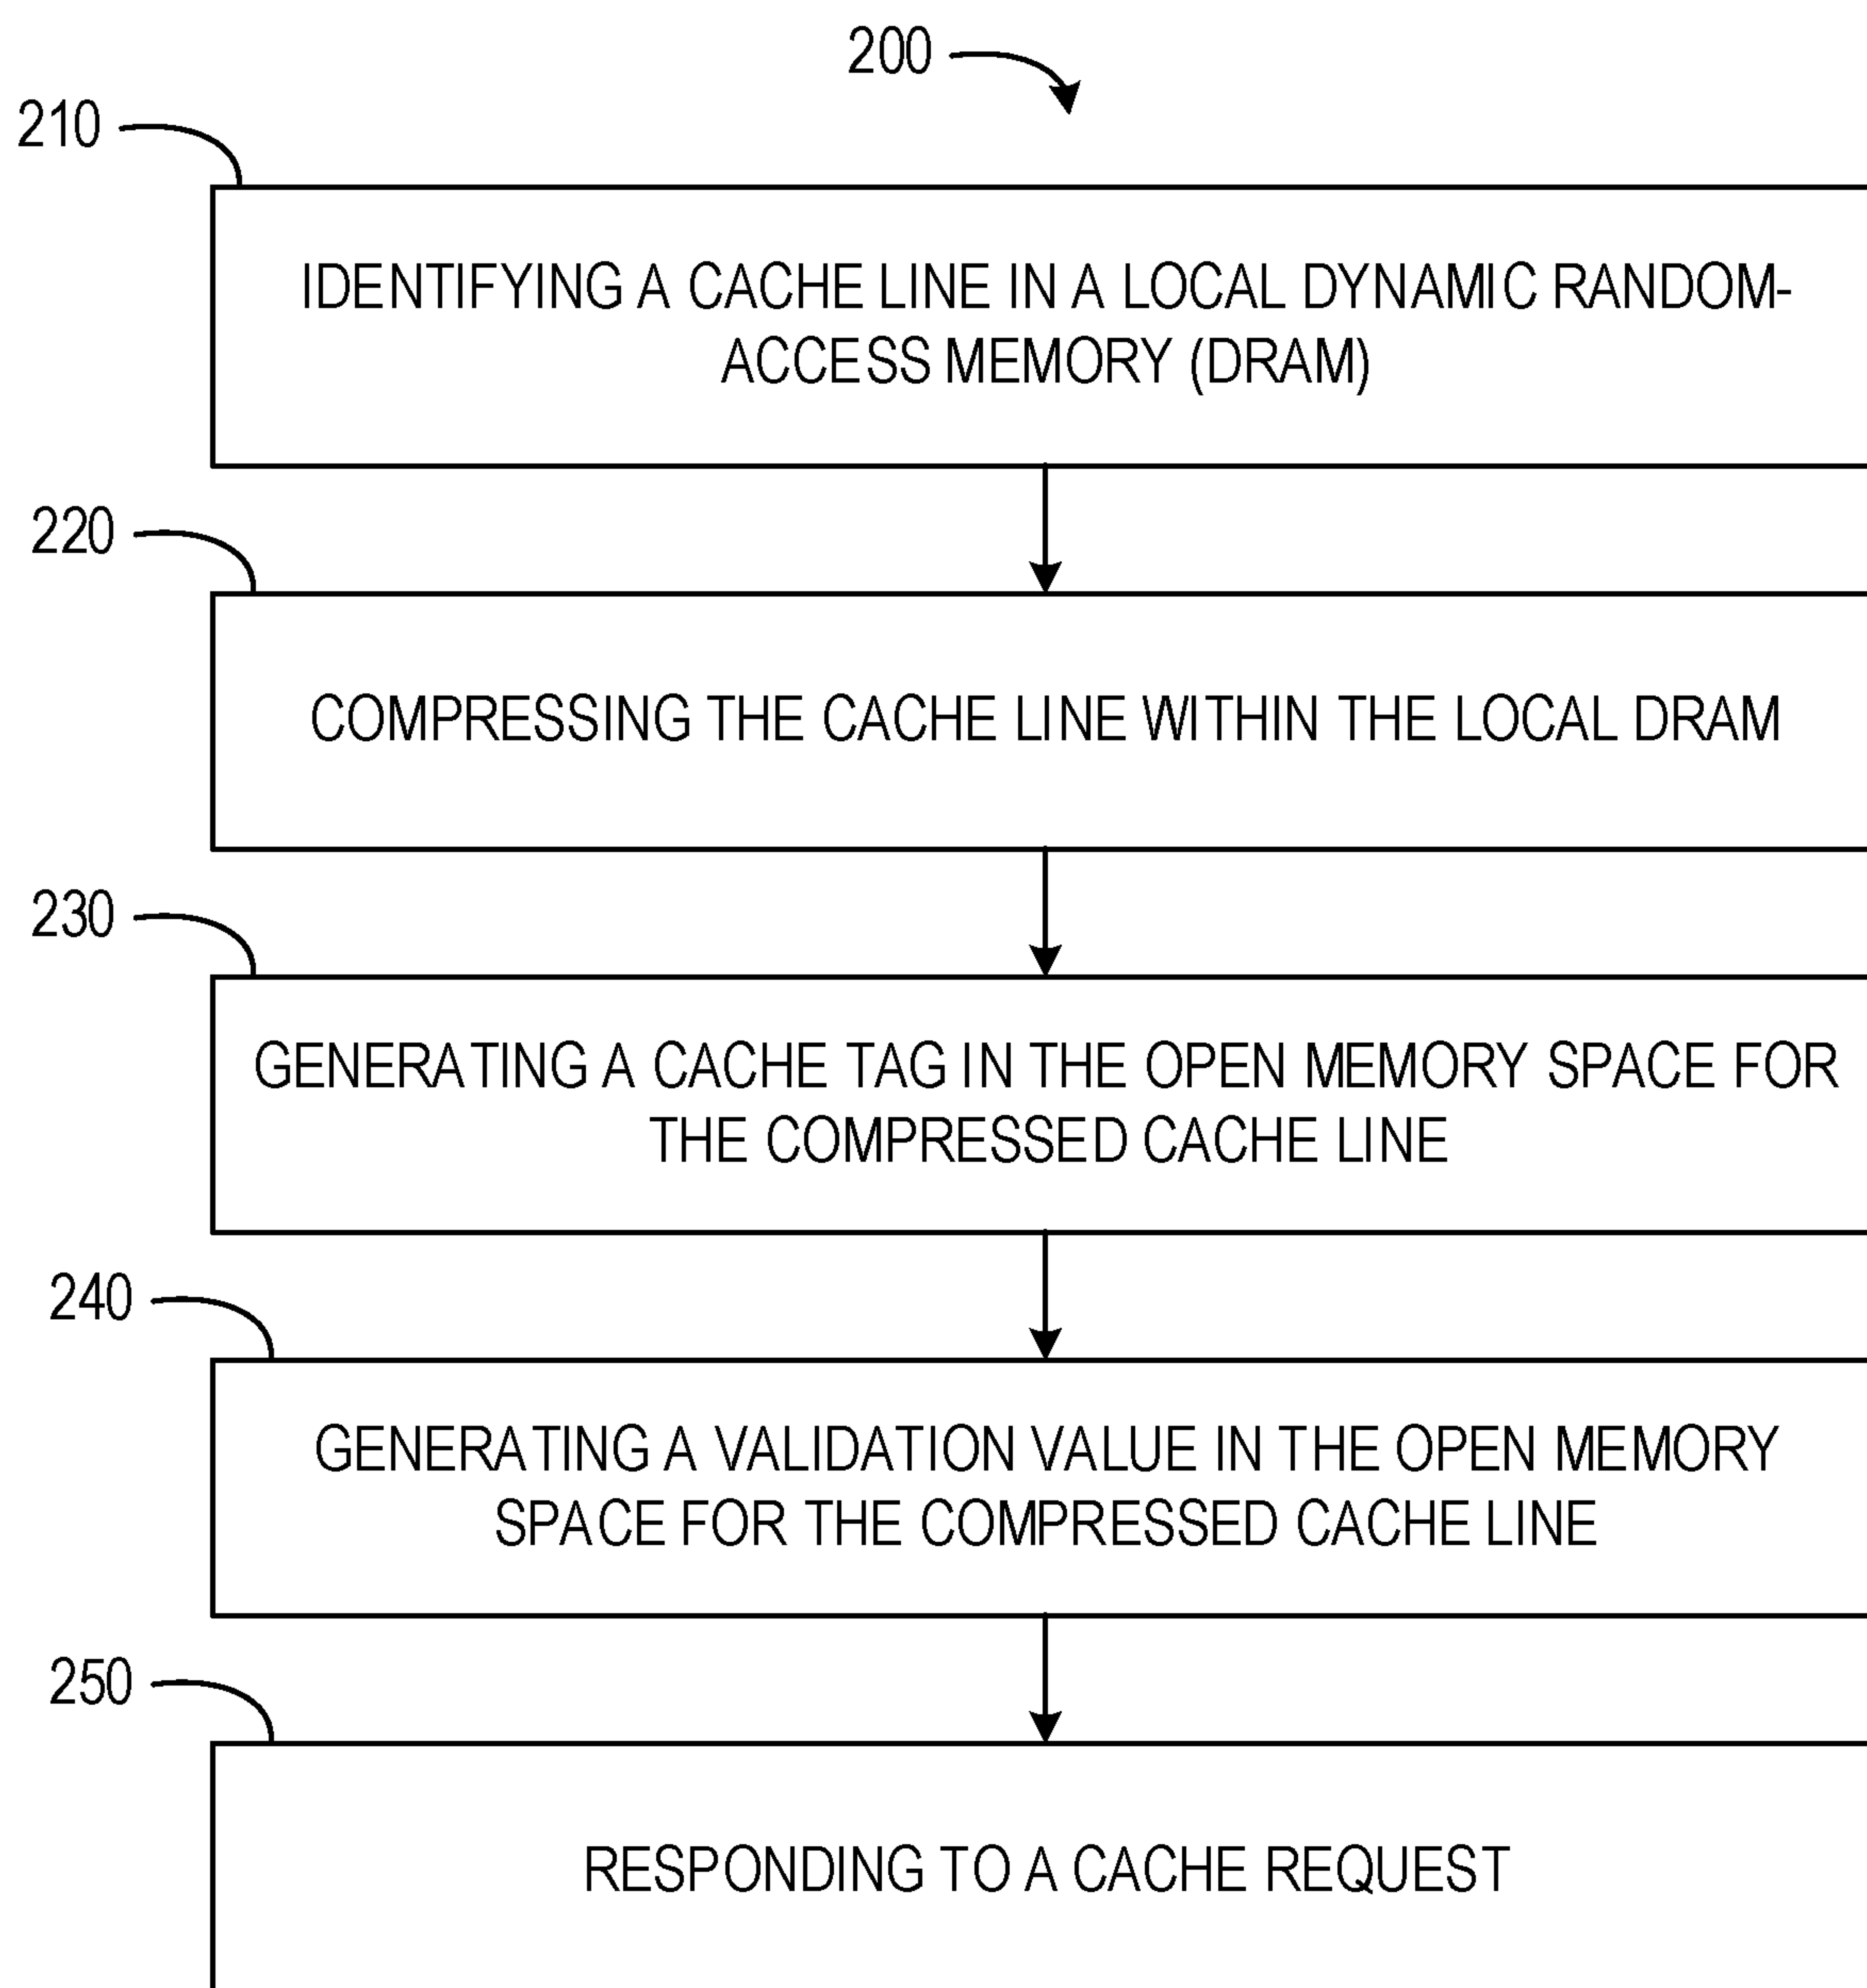 200
210
IDENTIFYING A CACHE LINE IN A LOCAL DYNAMIC RANDOM-
ACCESS MEMORY (DRAM)
220
COMPRESSING THE CACHE LINE WITHIN THE LOCAL DRAM
230
GENERATING A CACHE TAG IN THE OPEN MEMORY SPACE FOR
THE COMPRESSED CACHE LINE
240
GENERATING A VALIDATION VALUE IN THE OPEN MEMORY
SPACE FOR THE COMPRESSED CACHE LINE
250
RESPONDING TO A CACHE REQUEST